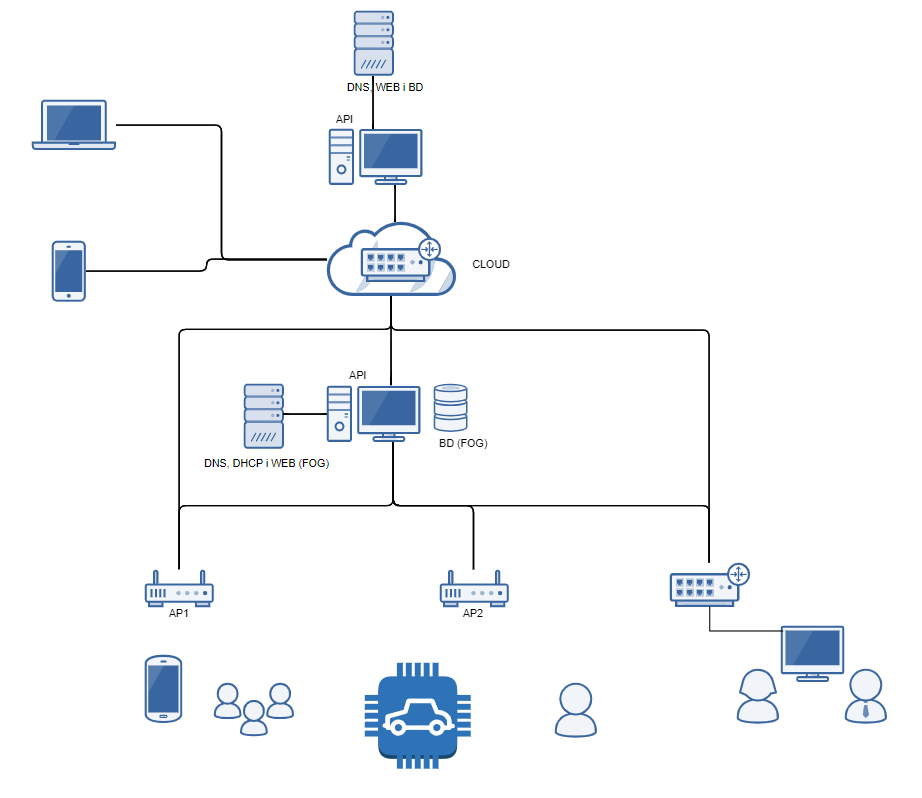 DNS, WEB i BD
API
CLOUD
API
BD (FOG)
DNS, DHCP i WEB (FOG)
AP1
AP2